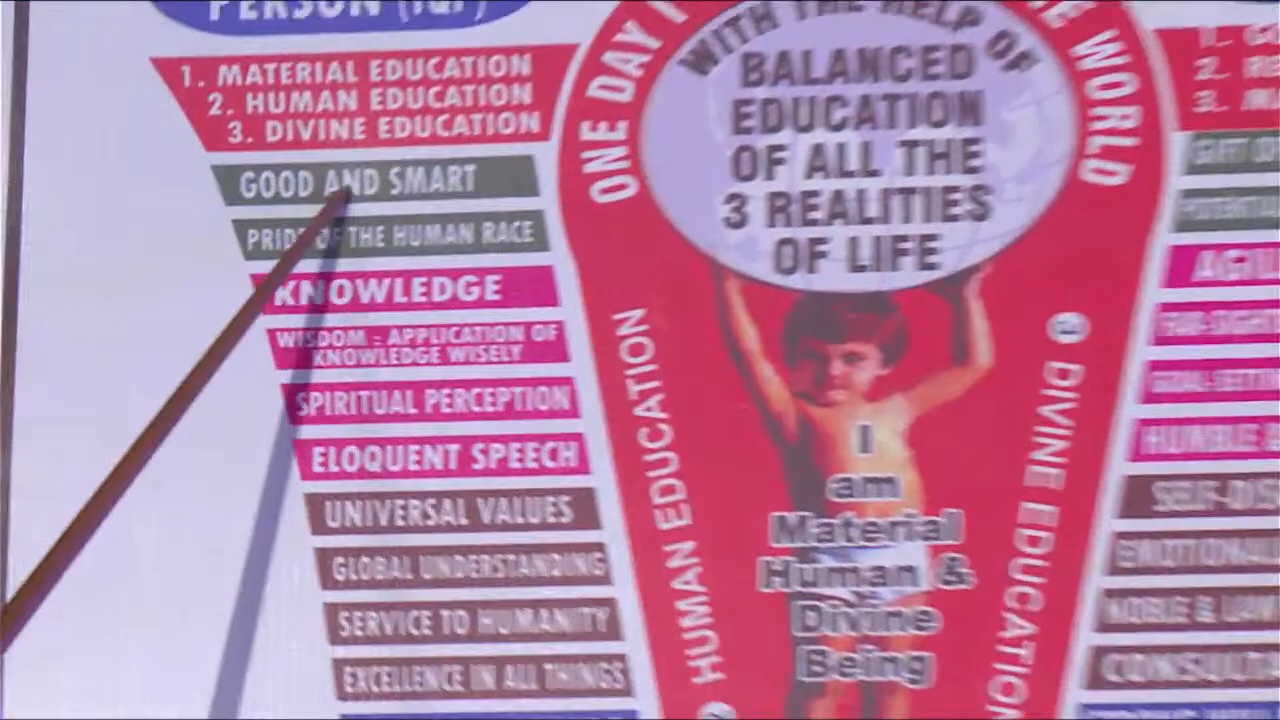 PERSON
1. MATERIAL EDUCATION
2. HUMAN EDUCATION
3. DIVINE EDUCATION
GOOD AND SMART
PRIDE OF THE HUMAN RACE
KNOWLEDGE
WISDOM : APPLICATION OF
KNOWLEDGE WISELY
SPIRITUAL PERCEPTION
ELOQUENT SPEECH
UNIVERSAL VALUES
GLOBAL UNDERSTANDING
SERVICE TO HUMANITY
EXCELLENCE IN ALL THINGS
ONE DAY
WORLD
WITH THE HELP OF
BALANCED
EDUCATION
OF ALL THE
3 REALITIES
OF LIFE
HUMAN EDUCATION
DIVINE EDUCATION
I
am
Material
Human &
Divine
Being
1.
2.
3.
GIFT
HUMBLE
NOBLE &